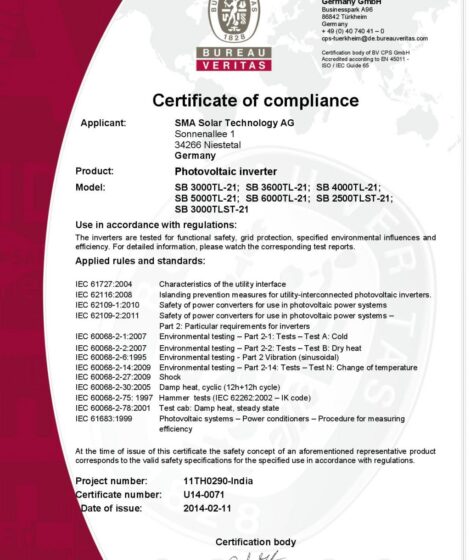 Germany GmbH
Businesspark A96
86842 Türkheim
Germany
+ 49 (0) 40 740 41 – 0
cps-tuerkheim@de.bureauveritas.com
Certification body of BV CPS GmbH
Accredited according to EN 45011 -
ISO / IEC Guide 65
1828
BUREAU
VERITAS
Certificate of compliance
Applicant: SMA Solar Technology AG
Sonnenallee 1
34266 Niestetal
Germany
Product: Photovoltaic inverter
Model: SB 3000TL-21; SB 3600TL-21; SB 4000TL-21;
SB 5000TL-21; SB 6000TL-21; SB 2500TLST-21;
SB 3000TLST-21
Use in accordance with regulations:
The inverters are tested for functional safety, grid protection, specified environmental influences and
efficiency. For detailed information, please watch the corresponding test reports.
Applied rules and standards:
IEC 61727:2004 Characteristics of the utility interface
IEC 62116:2008 Islanding prevention measures for utility-interconnected photovoltaic inverters.
IEC 62109-1:2010 Safety of power converters for use in photovoltaic power systems
IEC 62109-2:2011 Safety of power converters for use in photovoltaic power systems –
Part 2: Particular requirements for inverters
IEC 60068-2-1:2007 Environmental testing – Part 2-1: Tests – Test A: Cold
IEC 60068-2-2:2007 Environmental testing – Part 2-2: Tests – Test B: Dry heat
IEC 60068-2-6:1995 Environmental testing - Part 2 Vibration (sinusoidal)
IEC 60068-2-14:2009 Environmental testing – Part 2-14: Tests – Test N: Change of temperature
IEC 60068-2-27:2009 Shock
IEC 60068-2-30:2005 Damp heat, cyclic (12h+12h cycle)
IEC 60068-2-75: 1997 Hammer tests (IEC 62262:2002 – IK code)
IEC 60068-2-78:2001 Test cab: Damp heat, steady state
IEC 61683:1999 Photovoltaic systems – Power conditioners – Procedure for measuring
efficiency
At the time of issue of this certificate the safety concept of an aforementioned representative product
corresponds to the valid safety specifications for the specified use in accordance with regulations.
Project number: 11TH0290-India
Certificate number: U14-0071
Date of issue: 2014-02-11
Certification body